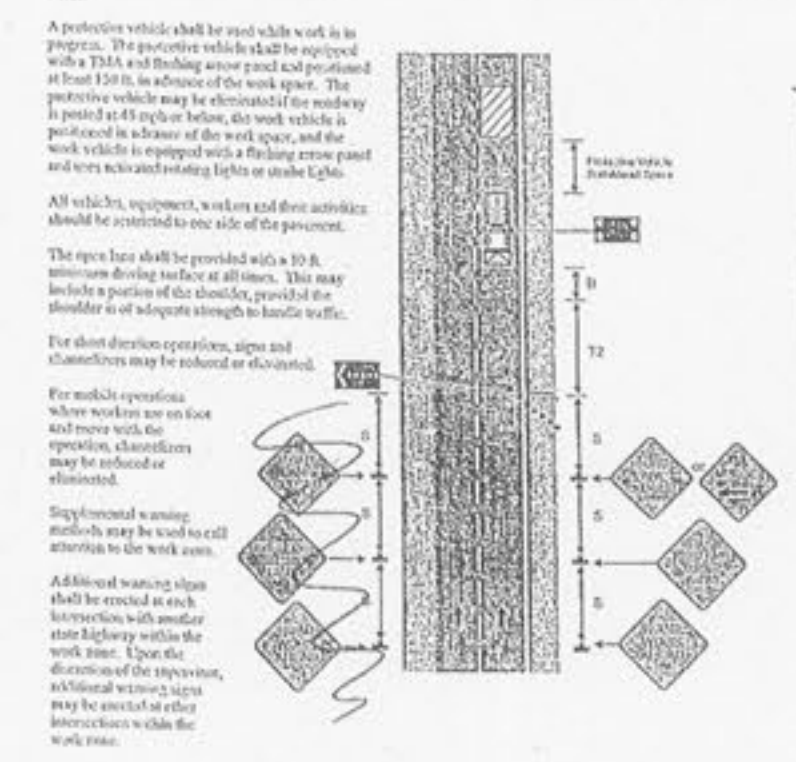 A protective vehicle shall be used while work is in
progress. The protective vehicle shall be equipped
with a TMA and flashing arrow panel and positioned
at least 150 ft. in advance of the work space. The
protective vehicle may be eliminated if the roadway
is posted at 45 mph or below, the work vehicle is
positioned in advance of the work space, and the
work vehicle is equipped with a flashing arrow panel
and uses activated rotating lights or strobe lights.
All vehicles, equipment, workers and their activities
should be restricted to one side of the pavement.
The open lane shall be provided with a 10 ft.
minimum driving surface at all times. This may
include a portion of the shoulder, provided the
shoulder is of adequate strength to handle traffic.
For short duration operations, signs and
channelizers may be reduced or eliminated.
For mobile operations
where workers are on foot
and move with the
operation, channelizers
may be reduced or
eliminated.
Supplemental warning
methods may be used to call
attention to the work zone.
Additional warning signs
shall be erected at each
intersection with another
state highway within the
work zone. Upon the
discretion of the supervisor,
additional warning signs
may be erected at other
intersections within the
work zone.
Protective Vehicle
Space
B
T2
S
S
or
S
S
S
S